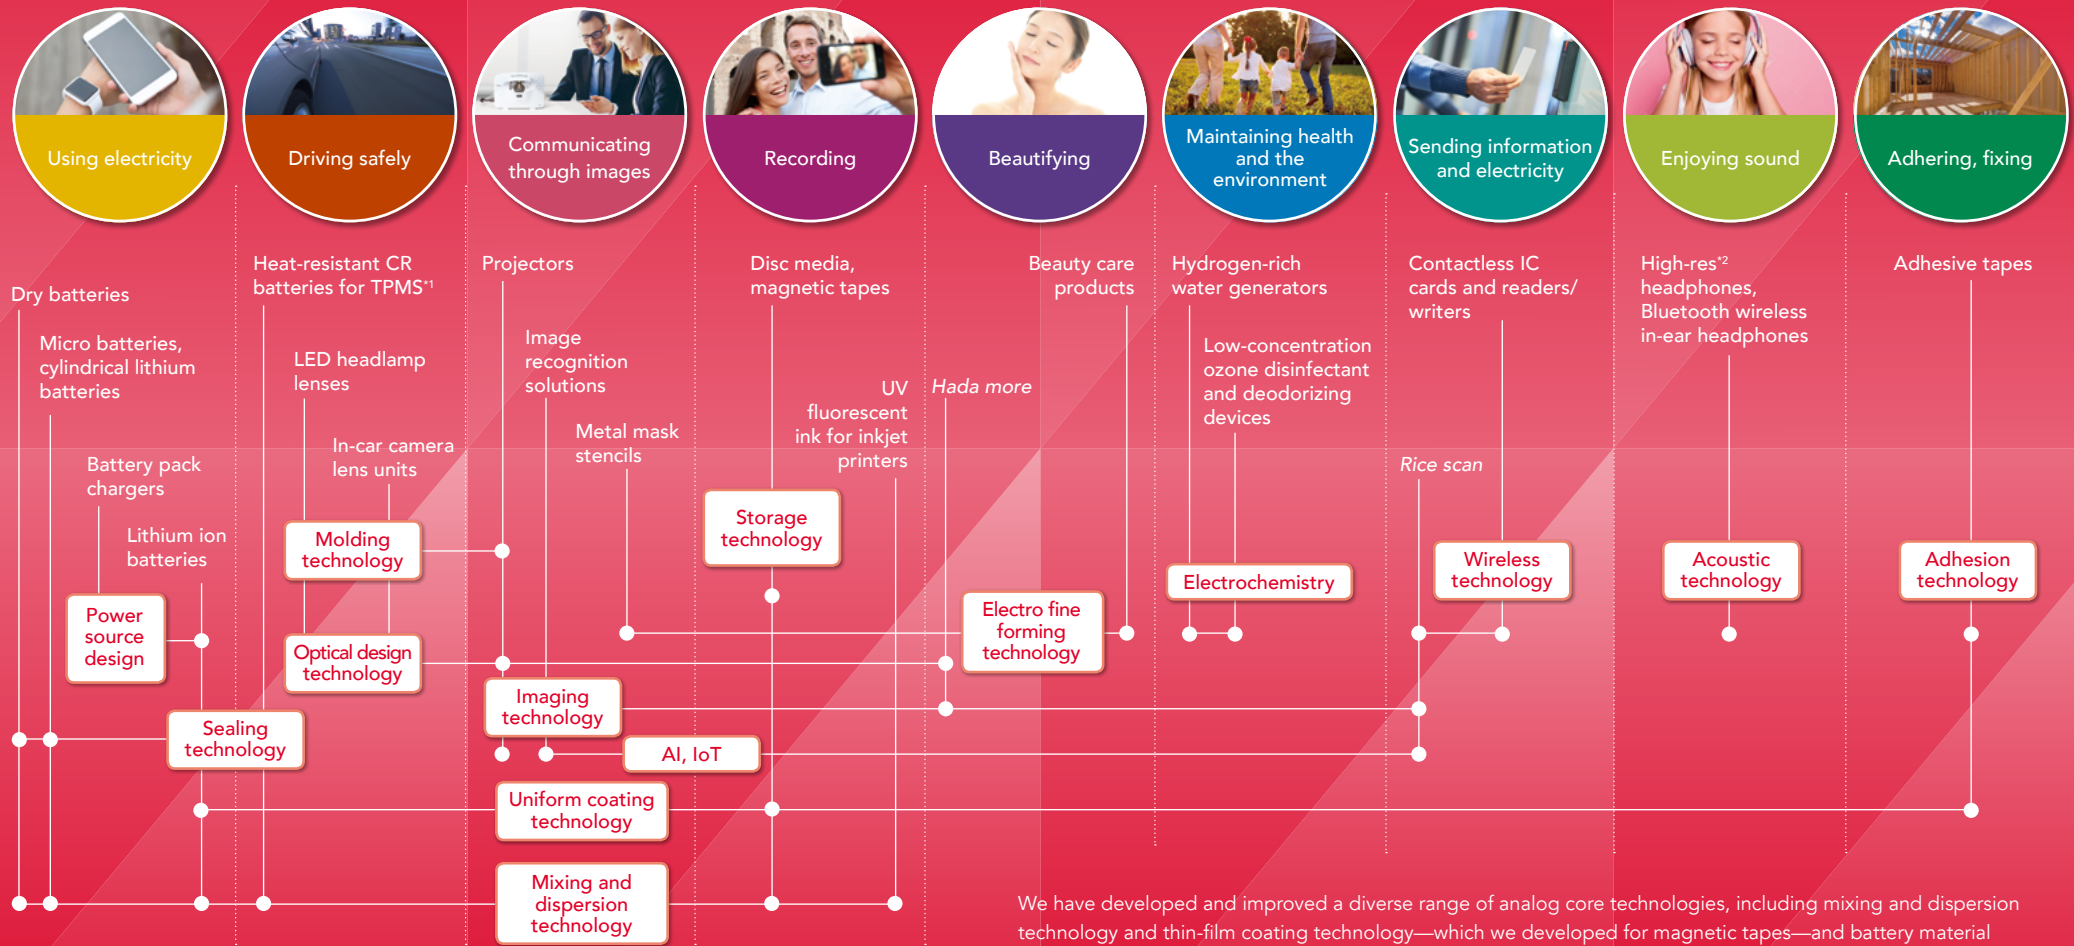 Using electricity
Driving safely
Communicating
through images
Recording
Beautifying
Maintaining health
and the
environment
Sending information
and electricity
Enjoying sound
Adhering, fixing
Dry batteries
Micro batteries,
cylindrical lithium
batteries
Battery pack
chargers
Lithium ion
batteries
Heat-resistant CR
batteries for TPMS*1
LED headlamp
lenses
In-car camera
lens units
Projectors
Image
recognition
solutions
Metal mask
stencils
Disc media,
magnetic tapes
UV
fluorescent
ink for inkjet
printers
Hada more
Beauty care
products
Hydrogen-rich
water generators
Low-concentration
ozone disinfectant
and deodorizing
devices
Contactless IC
cards and readers/
writers
Rice scan
High-res*2
headphones,
Bluetooth wireless
in-ear headphones
Adhesive tapes
Power
source
design
Sealing
technology
Molding
technology
Optical design
technology
Imaging
technology
AI, IoT
Uniform coating
technology
Mixing and
dispersion
technology
Storage
technology
Electro fine
forming
technology
Electrochemistry
Wireless
technology
Acoustic
technology
Adhesion
technology
We have developed and improved a diverse range of analog core technologies, including mixing and dispersion
technology and thin-film coating technology—which we developed for magnetic tapes—and battery material